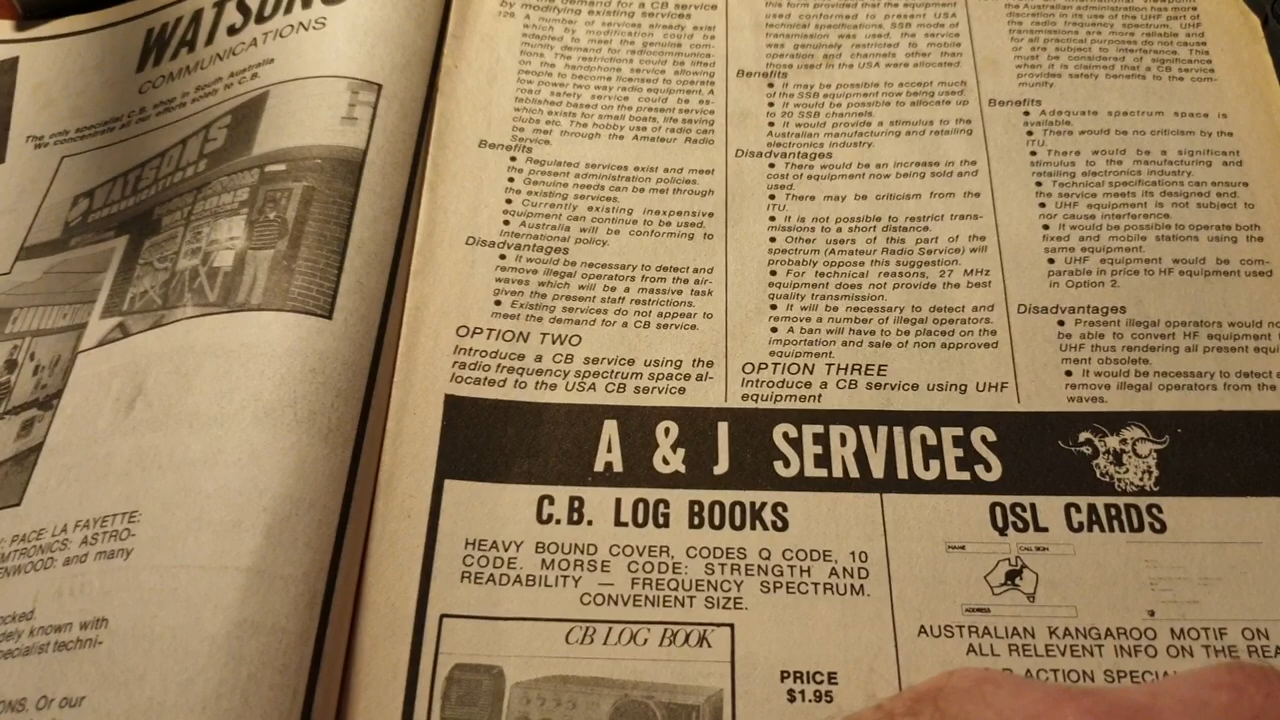 WATSONS
COMMUNICATIONS
The only specialist C.B. shop in South Australia
We concentrate all our efforts solely to C.B.
WATSONS
COMMUNICATIONS
PACE: LA FAYETTE:
MTRONICS: ASTRO-
ENWOOD: and many
ocked.
dely known with
pecialist techni-
ONS. Or our
the demand for a CB service
by modifying existing services
126. A number of services already exist
which by modification could be
adapted to meet the genuine com-
munity demand for radiocommunica-
tions. The restrictions could be lifted
on the handphone service allowing
people to become licensed to operate
low power two way radio equipment. A
road safety service could be es-
tablished based on the present service
which exists for small boats, life saving
clubs etc. The hobby use of radio can
be met through the Amateur Radio
Service.
Benefits
● Regulated services exist and meet
the present administration policies.
● Genuine needs can be met through
the existing services.
● Currently existing inexpensive
equipment can continue to be used.
● Australia will be conforming to
International policy.
Disadvantages
● It would be necessary to detect and
remove illegal operators from the air-
waves which will be a massive task
given the present staff restrictions.
● Existing services do not appear to
meet the demand for a CB service.
OPTION TWO
Introduce a CB service using the
radio frequency spectrum space al-
located to the USA CB service
this form provided that the equipment
used conformed to present USA
technical specifications, SSB mode of
transmission was used, the service
was genuinely restricted to mobile
operation and channels other than
those used in the USA were allocated.
Benefits
● It may be possible to accept much
of the SSB equipment now being used.
● It would be possible to allocate up
to 20 SSB channels.
● It would provide a stimulus to the
Australian manufacturing and retailing
electronics industry.
Disadvantages
● There would be an increase in the
cost of equipment now being sold and
used.
● There may be criticism from the
ITU.
● It is not possible to restrict trans-
missions to a short distance.
● Other users of this part of the
spectrum (Amateur Radio Service) will
probably oppose this suggestion.
● For technical reasons, 27 MHz
equipment does not provide the best
quality transmission.
● It will be necessary to detect and
remove a number of illegal operators.
● A ban will have to be placed on the
importation and sale of non approved
equipment.
OPTION THREE
Introduce a CB service using UHF
equipment
the Australian administration has more
discretion in its use of the UHF part of
the radio frequency spectrum. UHF
transmissions are more reliable and
for all practical purposes do not cause
or are subject to interference. This
must be considered of significance
when it is claimed that a CB service
provides safety benefits to the com-
munity.
Benefits
● Adequate spectrum space is
available.
● There would be no criticism by the
ITU.
● There would be a significant
stimulus to the manufacturing and
retailing electronics industry.
● Technical specifications can ensure
the service meets its designed end.
● UHF equipment is not subject to
nor cause interference.
● It would be possible to operate both
fixed and mobile stations using the
same equipment.
● UHF equipment would be com-
parable in price to HF equipment used
in Option 2.
Disadvantages
● Present illegal operators would no
be able to convert HF equipment
UHF thus rendering all present equi
ment obsolete.
● It would be necessary to detect
remove illegal operators from the
waves.
A & J SERVICES
C.B. LOG BOOKS
HEAVY BOUND COVER, CODES Q CODE, 10
CODE. MORSE CODE: STRENGTH AND
READABILITY — FREQUENCY SPECTRUM.
CONVENIENT SIZE.
CB LOG BOOK
PRICE
$1.95
QSL CARDS
NAME
CALL SIGN
ADDRESS
AUSTRALIAN KANGAROO MOTIF ON
ALL RELEVENT INFO ON THE REA
ACTION SPECIAL